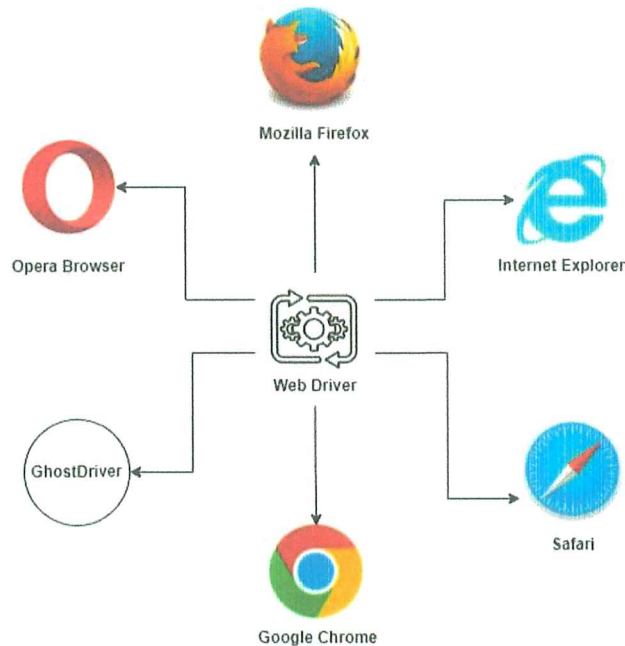 Mozilla Firefox
Opera Browser
Internet Explorer
Web Driver
GhostDriver
Safari
Google Chrome